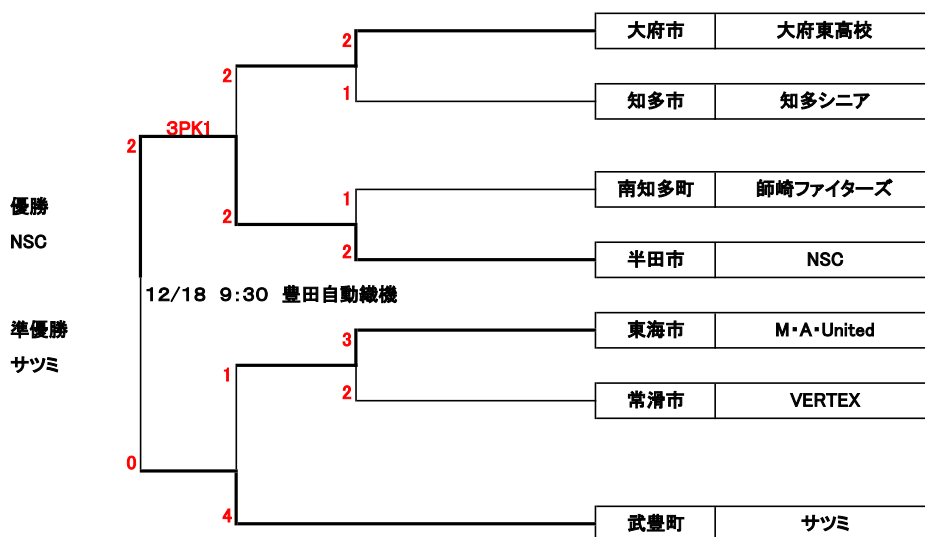 2
大府市 大府東高校
2
1
知多市 知多シニア
3PK1
2
1
南知多町 師崎ファイターズ
優勝
2
NSC
2
半田市 NSC
12/18 9:30 豊田自動織機
準優勝
3
東海市 M・A・United
サツミ
1
2
常滑市 VERTEX
0
4
武豊町 サツミ